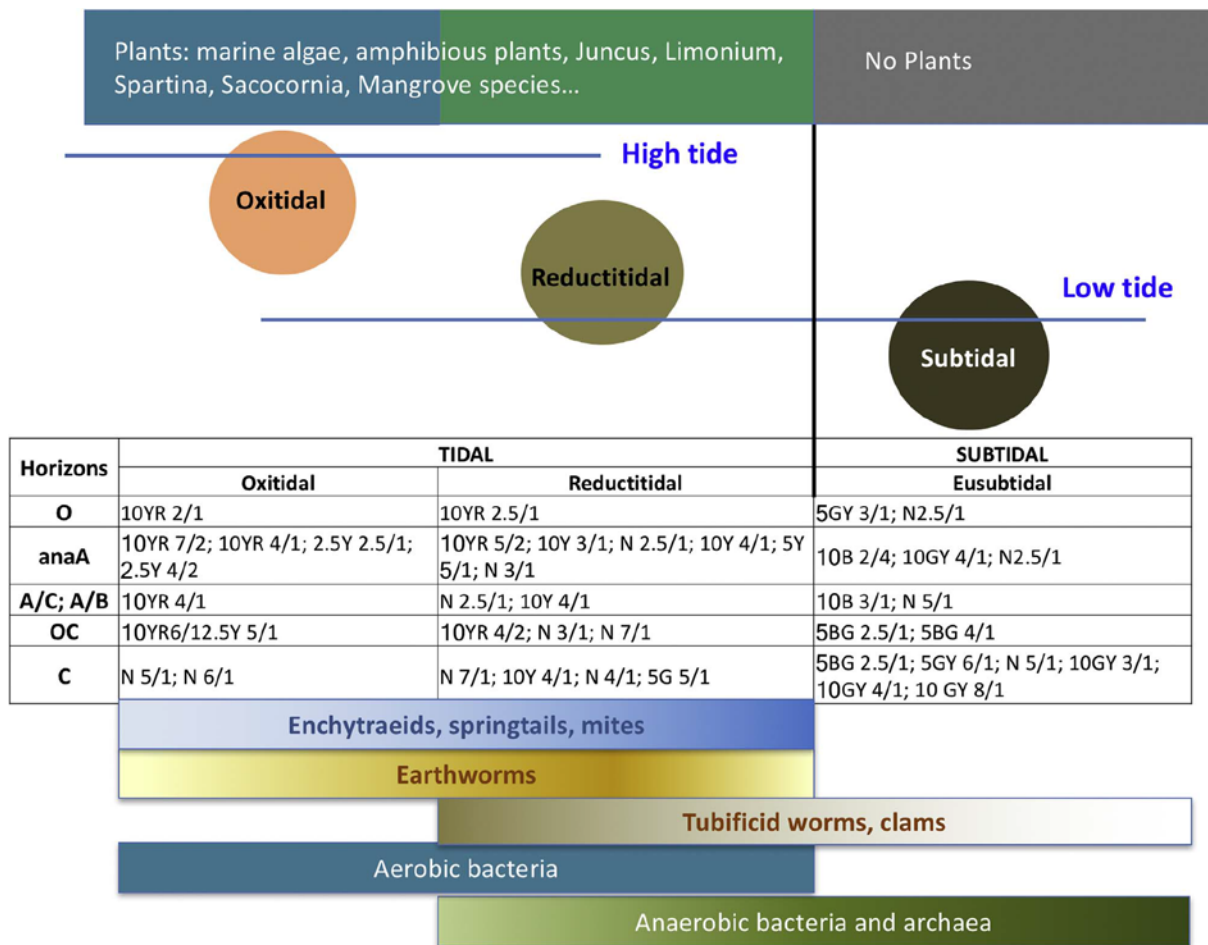 Plants: marine algae, amphibious plants, Juncus, Limonium,
Spartina, Sacocornia, Mangrove species...
No Plants
High tide
Oxitidal
Reductitidal
Low tide
Subtidal
Horizons
TIDAL
SUBTIDAL
Oxitidal
Reductitidal
Eusubtidal
O
10YR 2/1
10YR 2.5/1
5GY 3/1; N2.5/1
anaA
10YR 7/2; 10YR 4/1; 2.5Y 2.5/1;
2.5Y 4/2
10YR 5/2; 10Y 3/1; N 2.5/1; 10Y 4/1; 5Y
5/1; N 3/1
10B 2/4; 10GY 4/1; N2.5/1
A/C; A/B
10YR 4/1
N 2.5/1; 10Y 4/1
10B 3/1; N 5/1
OC
10YR6/12.5Y 5/1
10YR 4/2; N 3/1; N 7/1
5BG 2.5/1; 5BG 4/1
C
N 5/1; N 6/1
N 7/1; 10Y 4/1; N 4/1; 5G 5/1
5BG 2.5/1; 5GY 6/1; N 5/1; 10GY 3/1;
10GY 4/1; 10 GY 8/1
Enchytraeids, springtails, mites
Earthworms
Tubificid worms, clams
Aerobic bacteria
Anaerobic bacteria and archaea